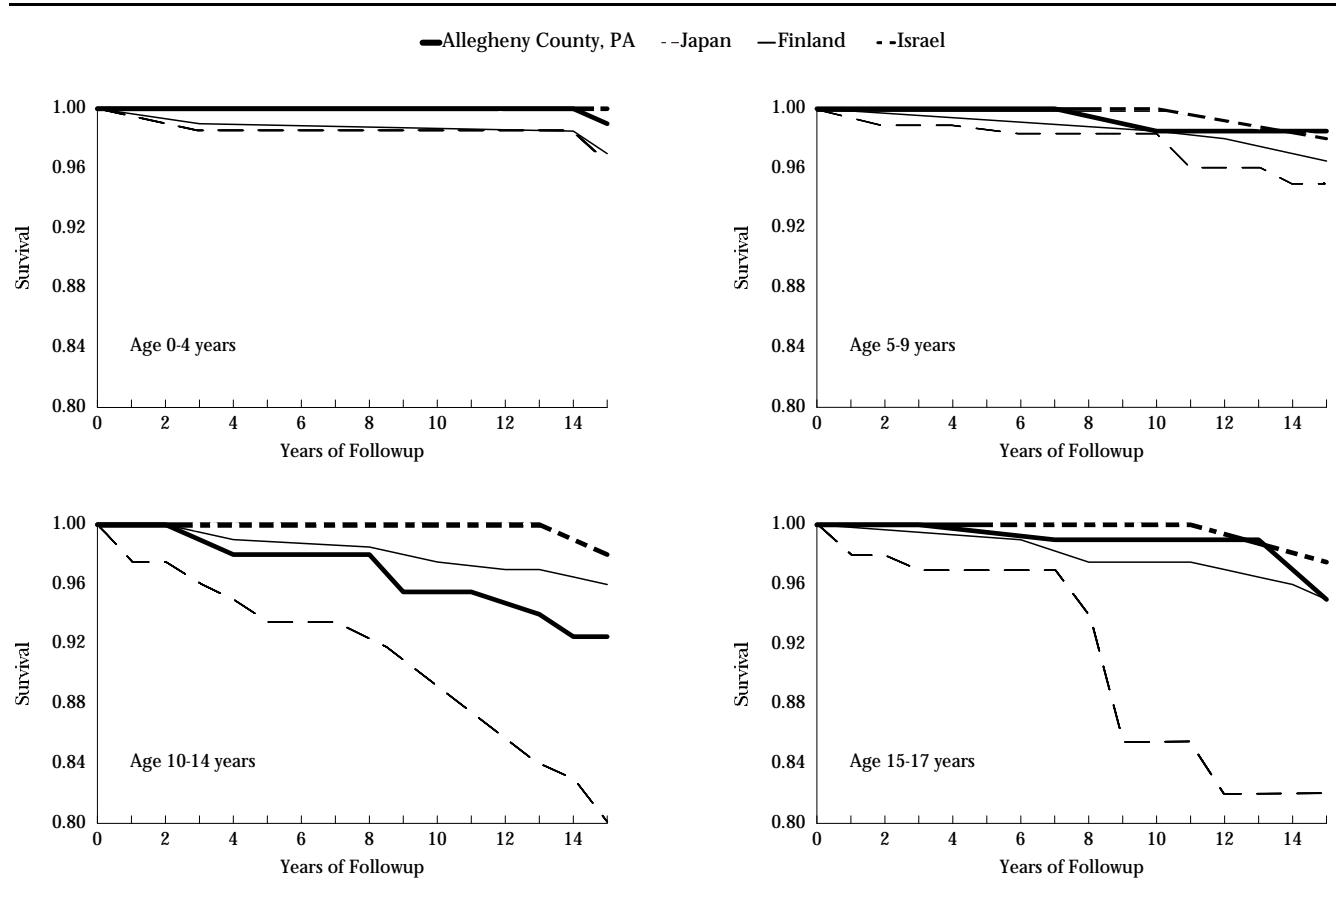 Allegheny County, PA Japan Finland Israel
1.00
0.96
0.92
0.88
0.84
0.80
Survival
Age 0-4 years
0 2 4 6 8 10 12 14
Years of Followup
1.00
0.96
0.92
0.88
0.84
0.80
Survival
Age 5-9 years
0 2 4 6 8 10 12 14
Years of Followup
1.00
0.96
0.92
0.88
0.84
0.80
Survival
Age 10-14 years
0 2 4 6 8 10 12 14
Years of Followup
1.00
0.96
0.92
0.88
0.84
0.80
Survival
Age 15-17 years
0 2 4 6 8 10 12 14
Years of Followup